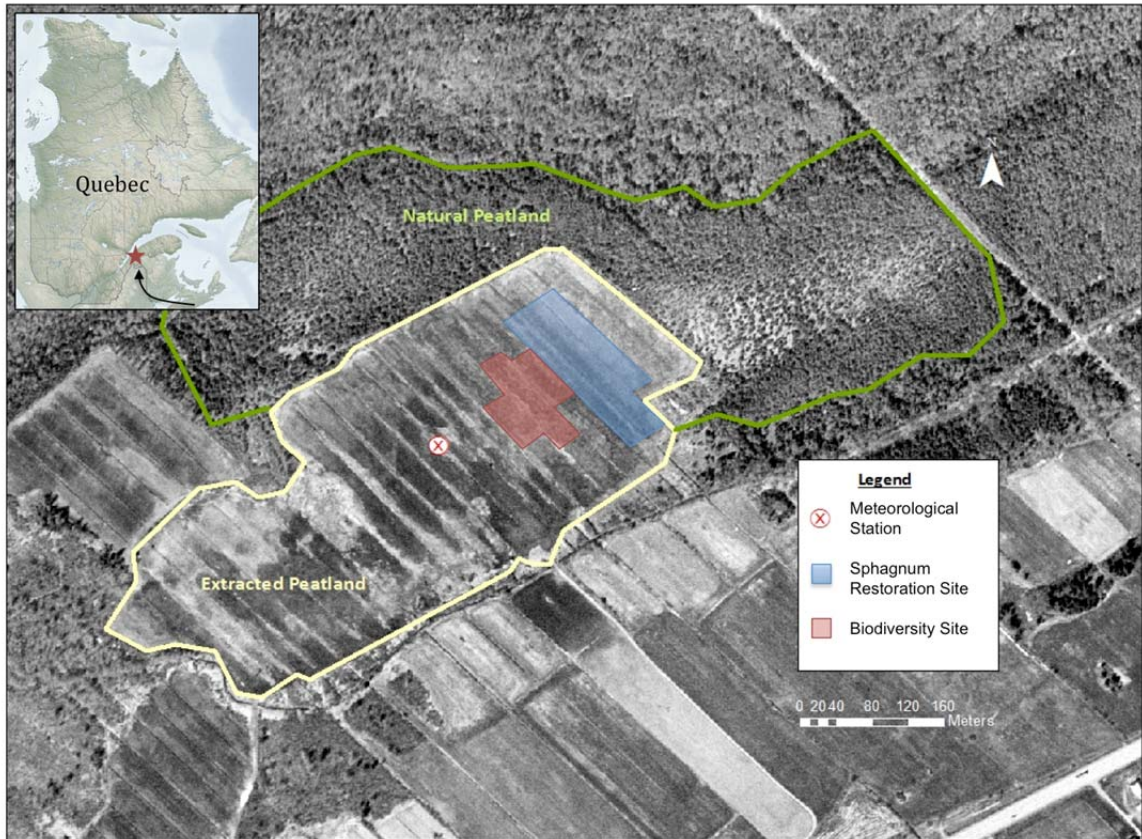 Quebec
Natural Peatland
Extracted Peatland
Legend
Meteorological
Station
Sphagnum
Restoration Site
Biodiversity Site
0 20 40 80 120 160
Meters